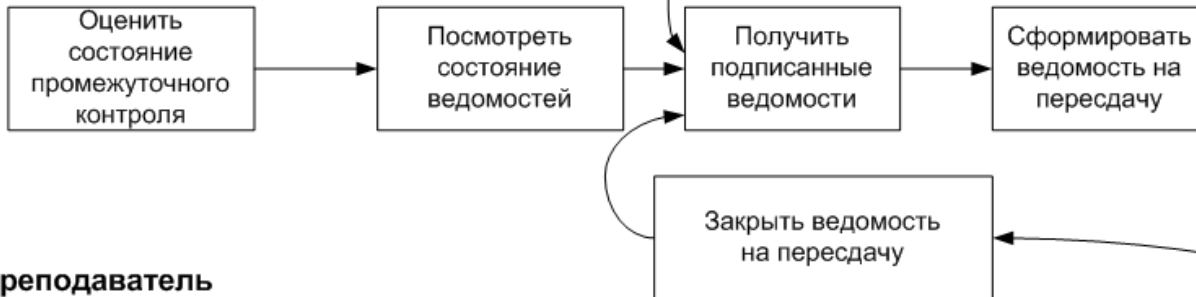 Оценить
состояние
промежуточного
контроля
Посмотреть
состояние
ведомостей
Получить
подписанные
ведомости
Сформировать
ведомость на
пересдачу
Закрыть ведомость
на пересдачу
реподаватель